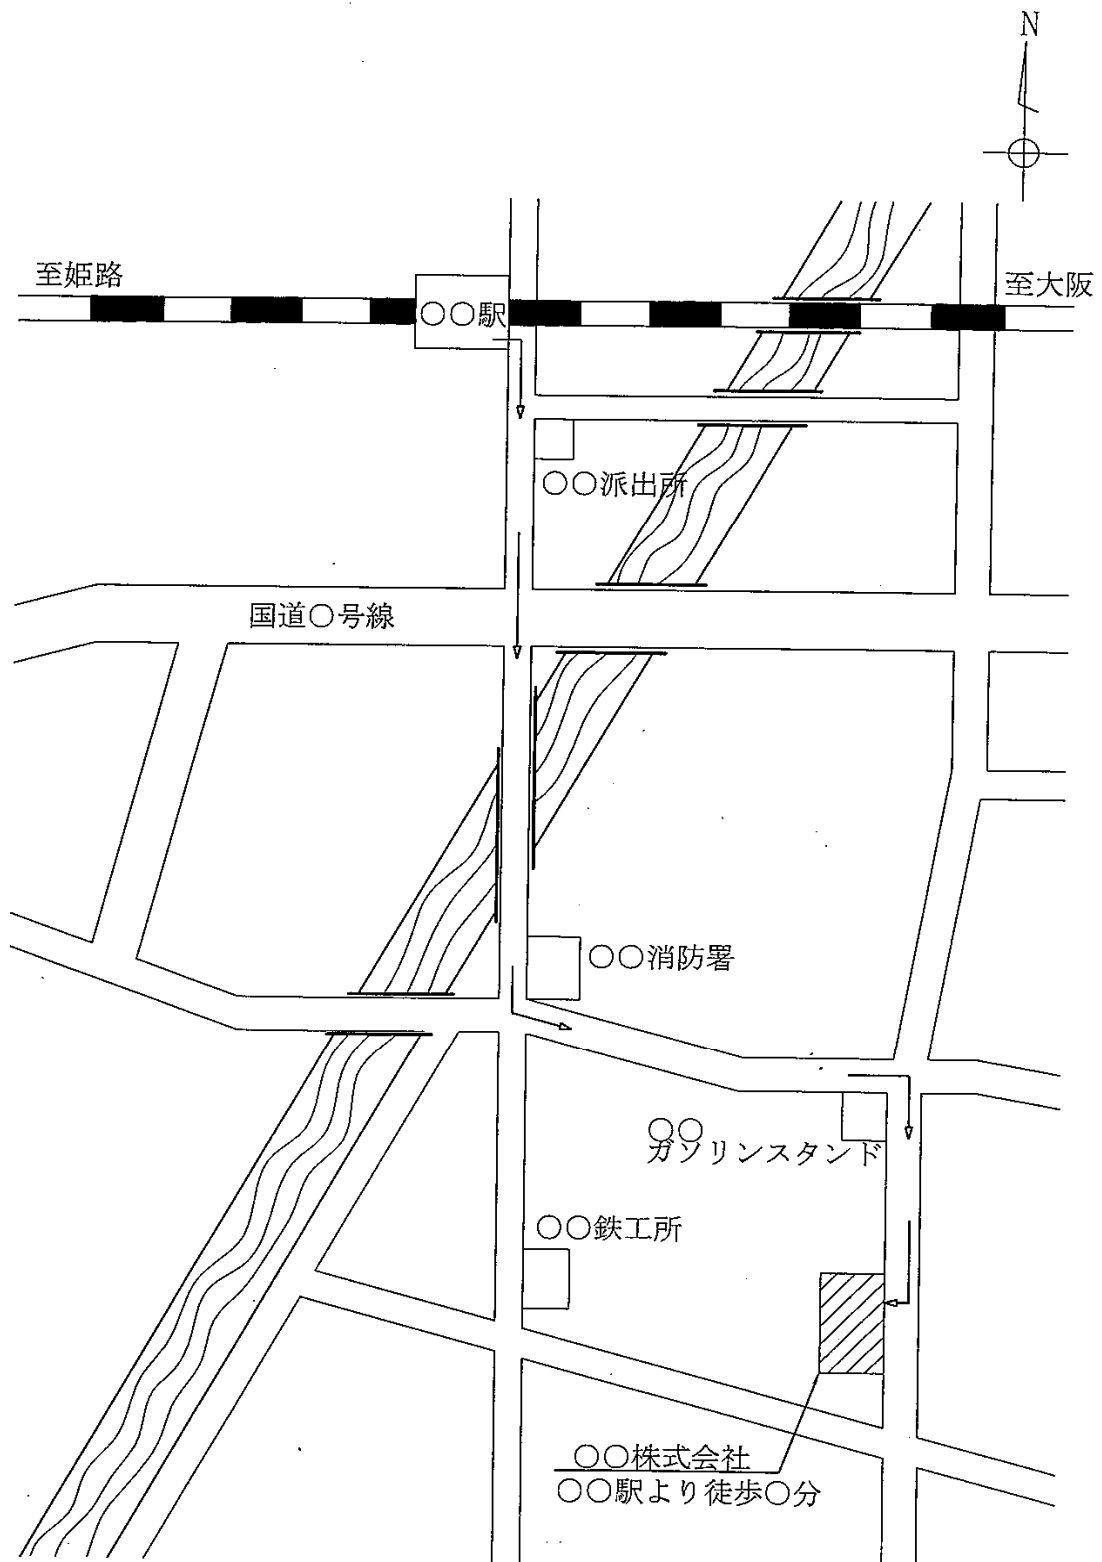 N
至姫路
至大阪
○○駅
○○派出所
国道○号線
○○消防署
○○
ガソリンスタンド
○○鉄工所
○○株式会社
○○駅より徒歩○分